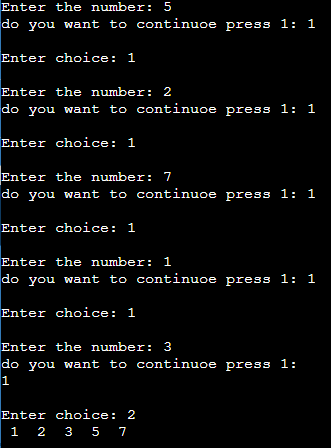 Enter the number: 5
do you want to continuoe press 1: 1
Enter choice: 1
Enter the number: 2
do you want to continuoe press 1: 1
Enter choice: 1
Enter the number: 7
do you want to continuoe press 1: 1
Enter choice: 1
Enter the number: 1
do you want to continuoe press 1: 1
Enter choice: 1
Enter the number: 3
do you want to continuoe press 1:
1
Enter choice: 2
1  2  3  5  7